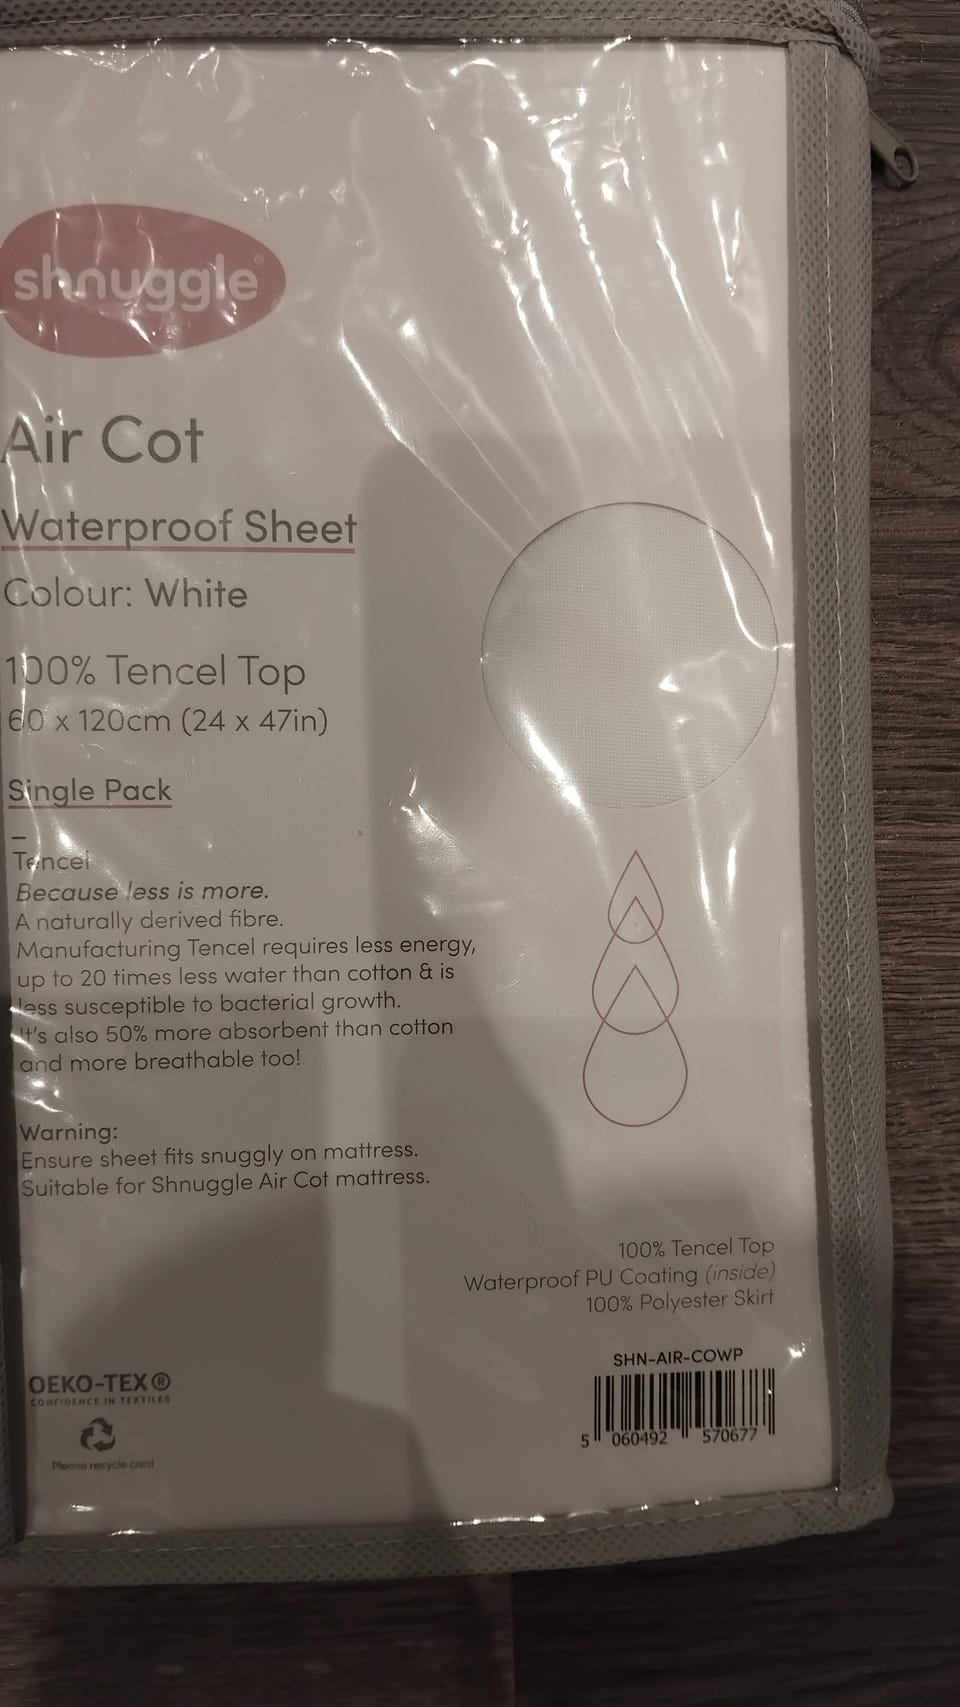 shnuggle®
Air Cot
Waterproof Sheet
Colour: White
100% Tencel Top
60 x 120cm (24 x 47in)
Single Pack
–
Tencel
Because less is more.
A naturally derived fibre.
Manufacturing Tencel requires less energy,
up to 20 times less water than cotton & is
less susceptible to bacterial growth.
It's also 50% more absorbent than cotton
and more breathable too!
Warning:
Ensure sheet fits snuggly on mattress.
Suitable for Shnuggle Air Cot mattress.
100% Tencel Top
Waterproof PU Coating (inside)
100% Polyester Skirt
SHN-AIR-COWP
5 060492 570677
OEKO-TEX®
CONFIDENCE IN TEXTILES
Please recycle card